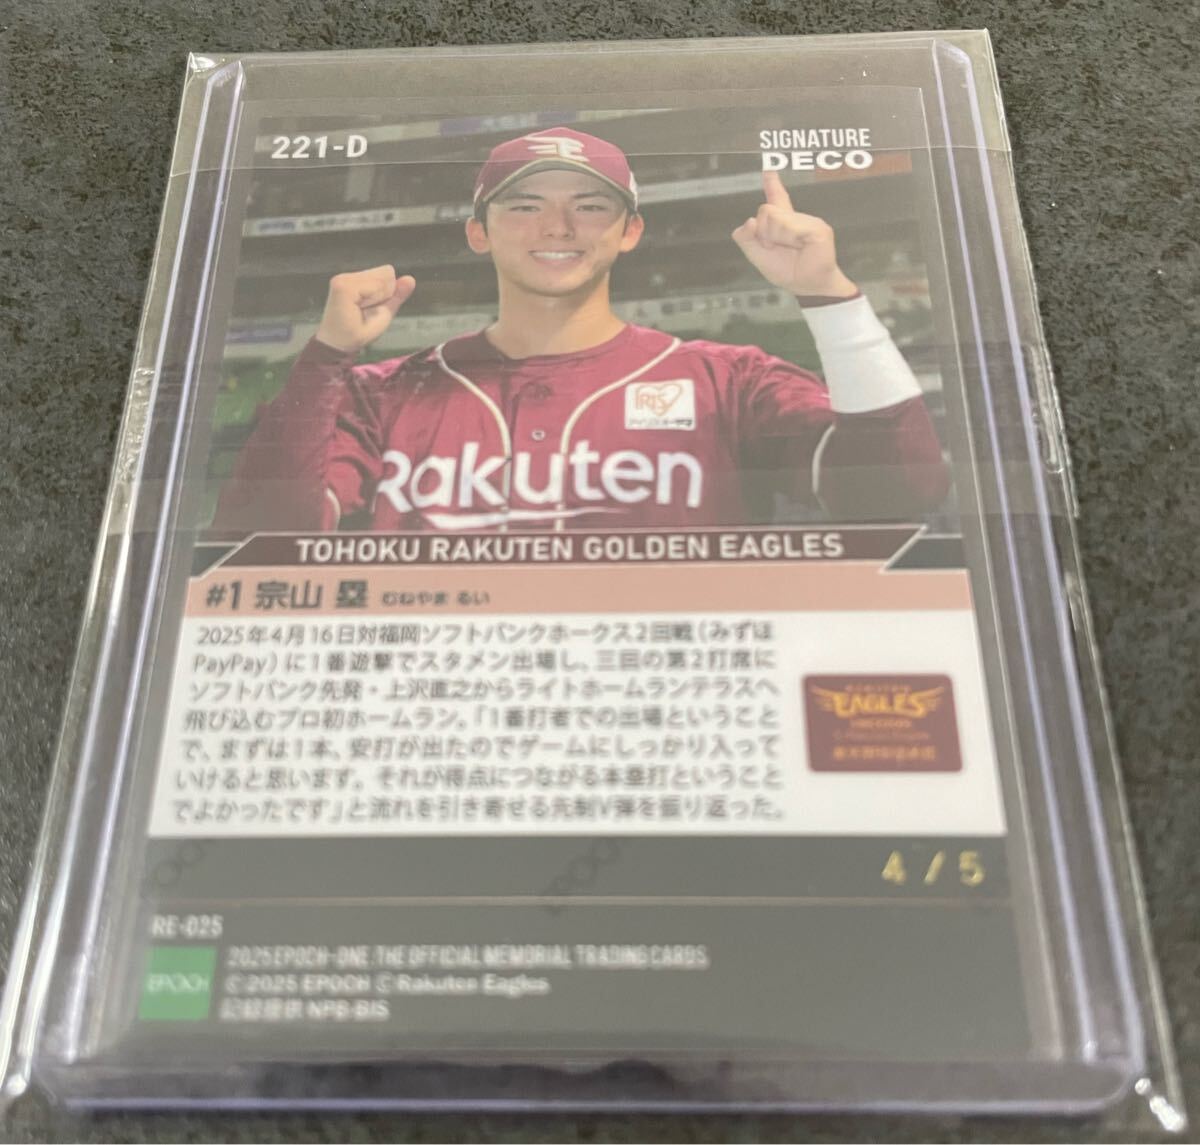 221-D
SIGNATURE
DECO
IRIS
Rakuten
TOHOKU RAKUTEN GOLDEN EAGLES
#1 宗山 塁 むねやま るい
2025年4月16日対福岡ソフトバンクホークス2回戦(みずほ
PayPay)に1番遊撃でスタメン出場し、三回の第2打席に
ソフトバンク先発・上沢直之からライトホームランテラスへ
飛び込むプロ初ホームラン。「1番打者での出場ということ
で、まずは1本、安打が出たのでゲームにしっかり入って
いけると思います。それが得点につながる本塁打ということ
でよかったです」と流れを引き寄せる先制V弾を振り返った。
EAGLES
4 / 5
RE-025
EPOCH
2025 EPOCH-ONE. THE OFFICIAL MEMORIAL TRADING CARDS
©2025 EPOCH ©Rakuten Eagles
記録提供 NPB-BIS